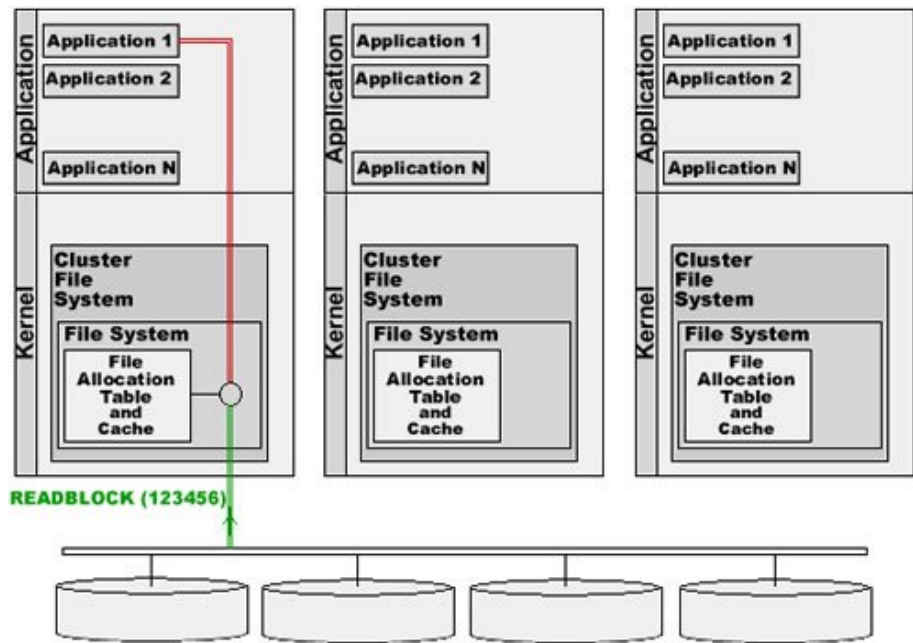 Application
Application 1
Application 2
Application N
Kernel
Cluster
File
System
File System
File
Allocation
Table
and
Cache
Application
Application 1
Application 2
Application N
Kernel
Cluster
File
System
File System
File
Allocation
Table
and
Cache
Application
Application 1
Application 2
Application N
Kernel
Cluster
File
System
File System
File
Allocation
Table
and
Cache
READBLOCK (123456)